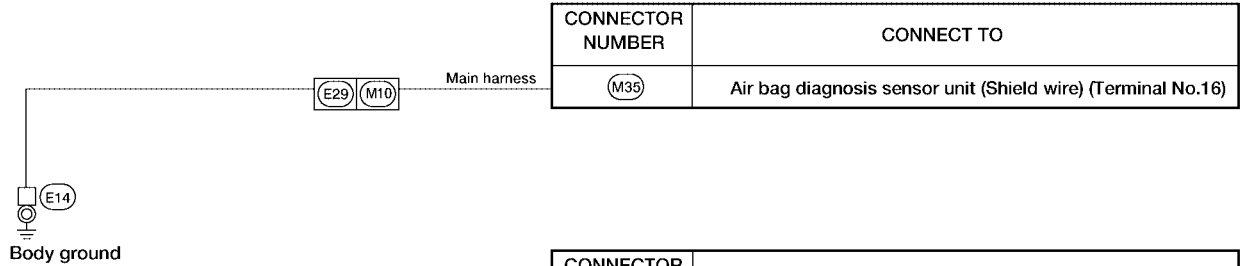 CONNECTOR
NUMBER
CONNECT TO
Main harness
E29 M10
M35
Air bag diagnosis sensor unit (Shield wire) (Terminal No.16)
E14
Body ground
CONNECTOR